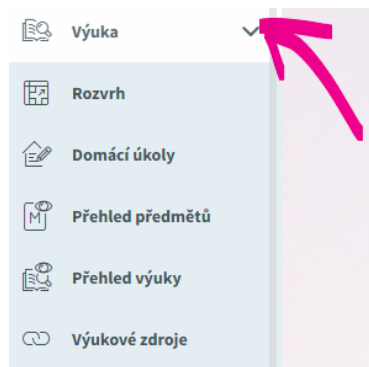 Výuka
Rozvrh
Domácí úkoly
Přehled předmětů
Přehled výuky
Výukové zdroje